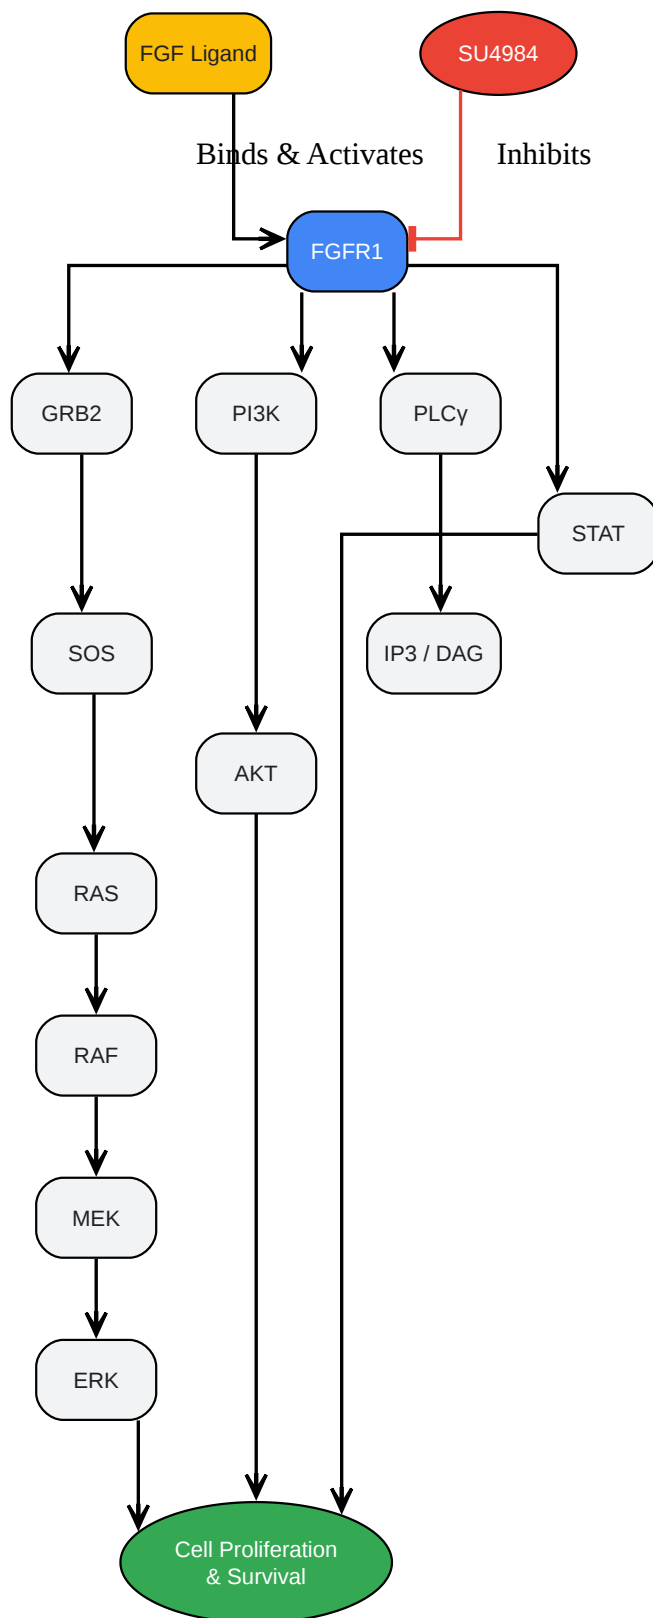 FGF Ligand
SU4984
Binds & Activates
Inhibits
FGFR1
GRB2
PI3K
PLCγ
STAT
SOS
IP3 / DAG
AKT
RAS
RAF
MEK
ERK
Cell Proliferation
& Survival